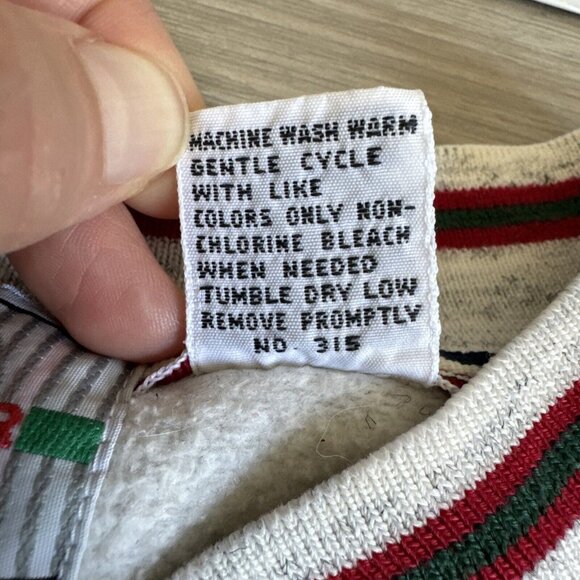 MACHINE WASH WARM
GENTLE CYCLE
WITH LIKE
COLORS ONLY NON-
CHLORINE BLEACH
WHEN NEEDED
TUMBLE DRY LOW
REMOVE PROMPTLY
NO. 315